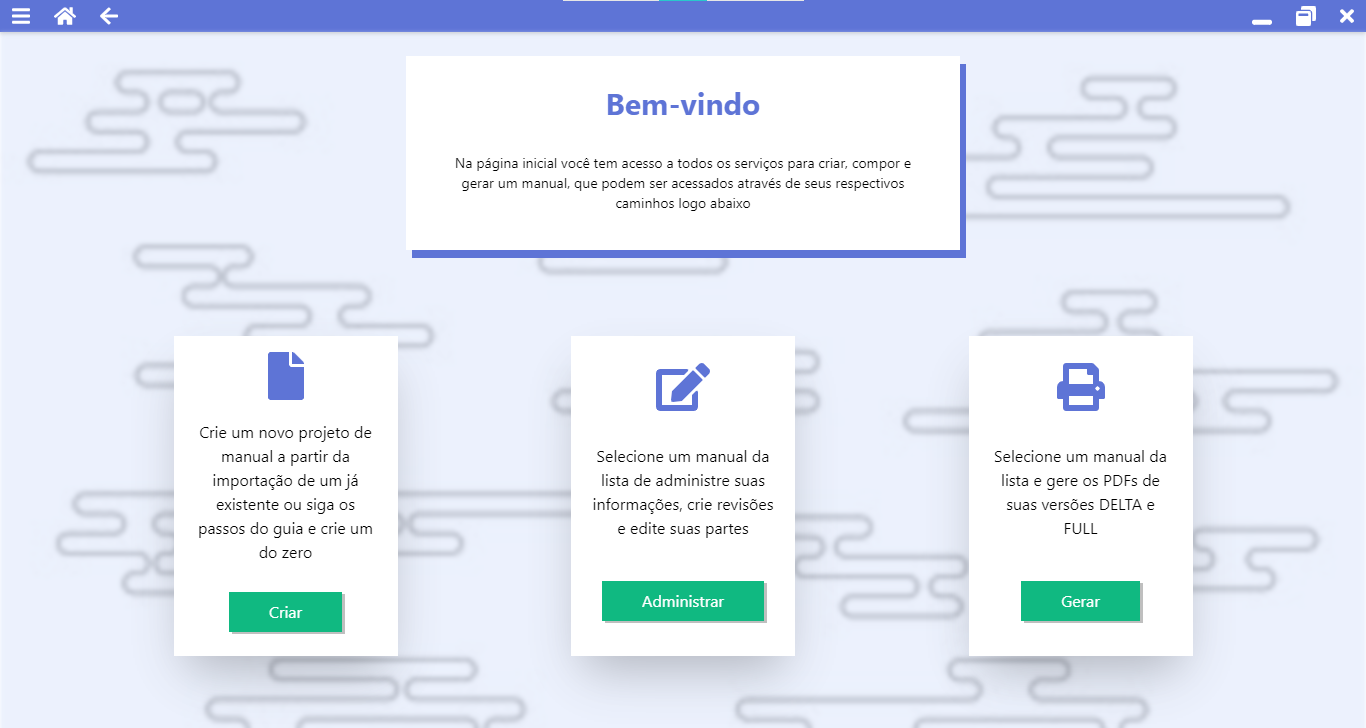 Bem-vindo
Na página inicial você tem acesso a todos os serviços para criar, compor e
gerar um manual, que podem ser acessados através de seus respectivos
caminhos logo abaixo
Crie um novo projeto de
manual a partir da
importação de um já
existente ou siga os
passos do guia e crie um
do zero
Criar
Selecione um manual da
lista de administre suas
informações, crie revisões
e edite suas partes
Administrar
Selecione um manual da
lista e gere os PDFs de
suas versões DELTA e
FULL
Gerar